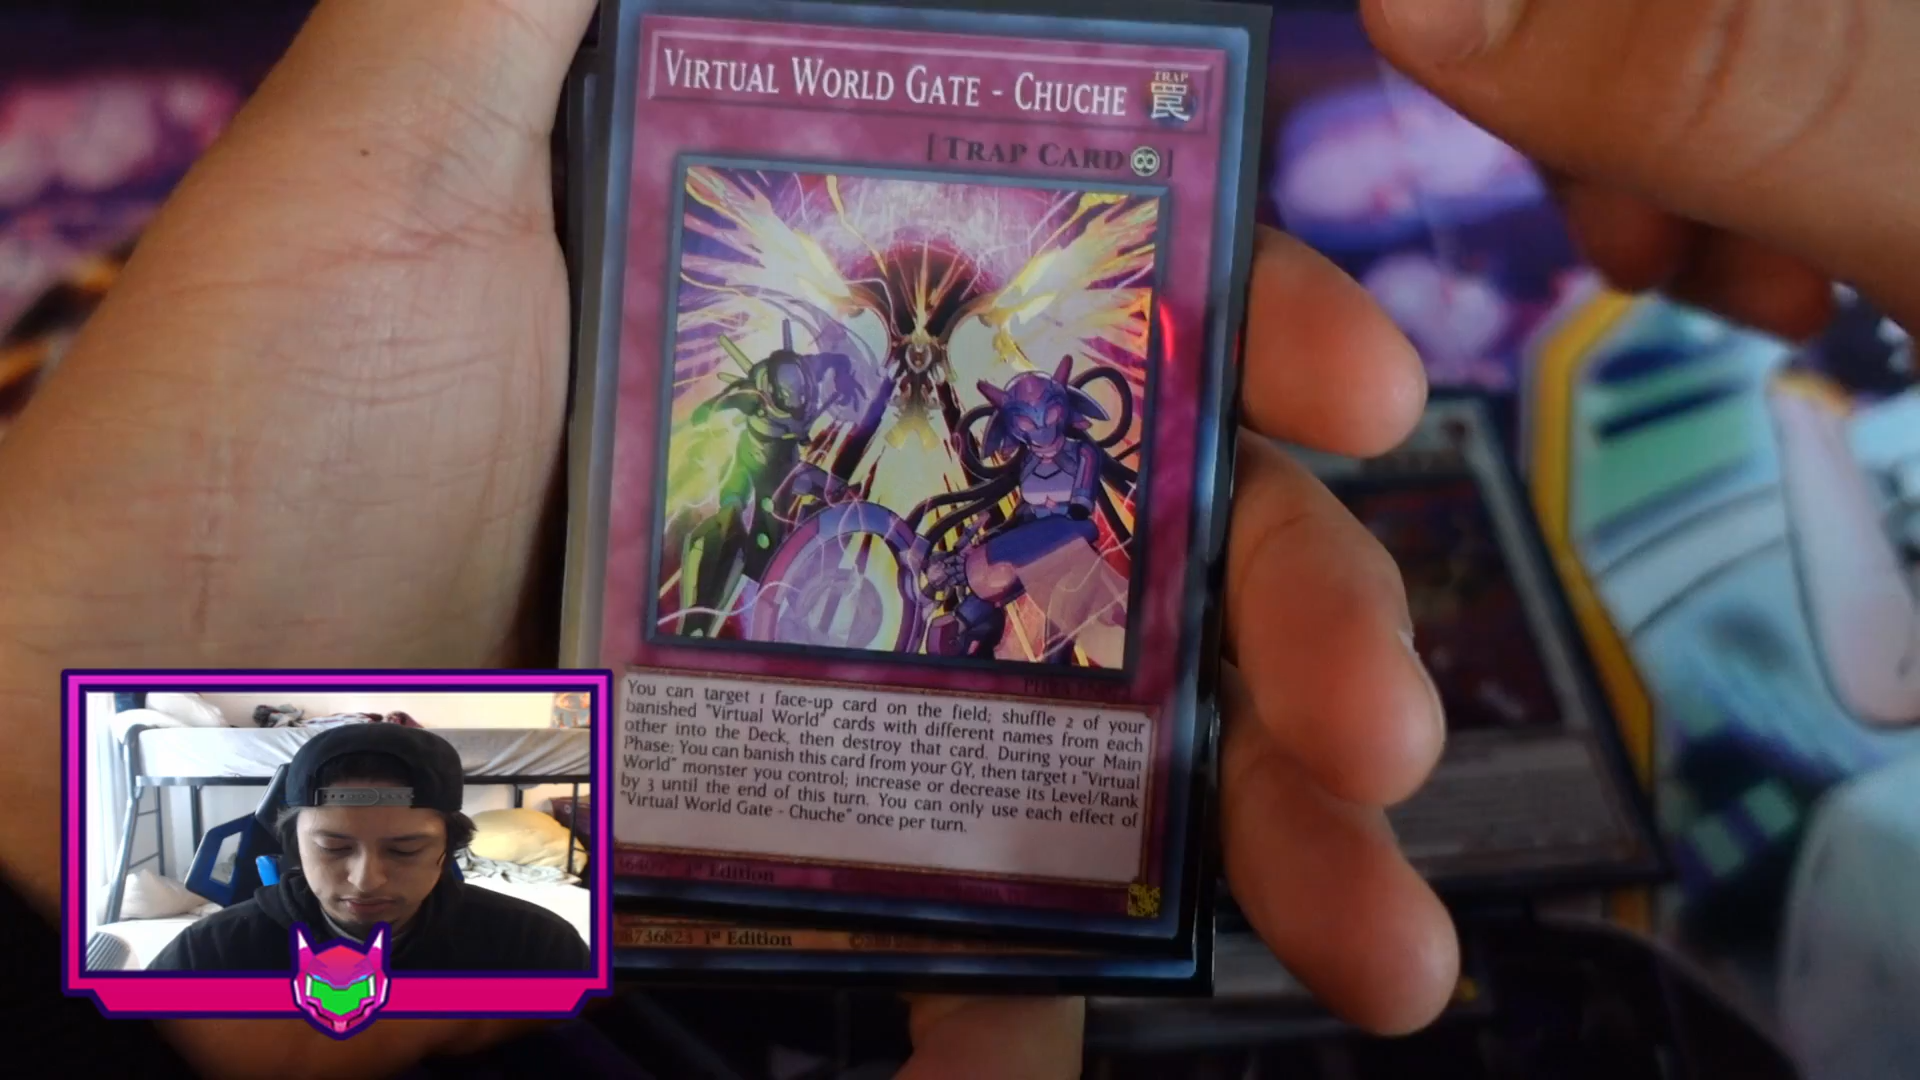 VIRTUAL WORLD GATE - CHUCHE
TRAP
罠
[TRAP CARD ]
You can target 1 face-up card on the field; shuffle 2 of your
banished "Virtual World" cards with different names from each
other into the Deck, then destroy that card. During your Main
Phase: You can banish this card from your GY, then target 1 "Virtual
World" monster you control; increase or decrease its Level/Rank
by 3 until the end of this turn. You can only use each effect of
"Virtual World Gate - Chuche" once per turn.
1st Edition
1st Edition